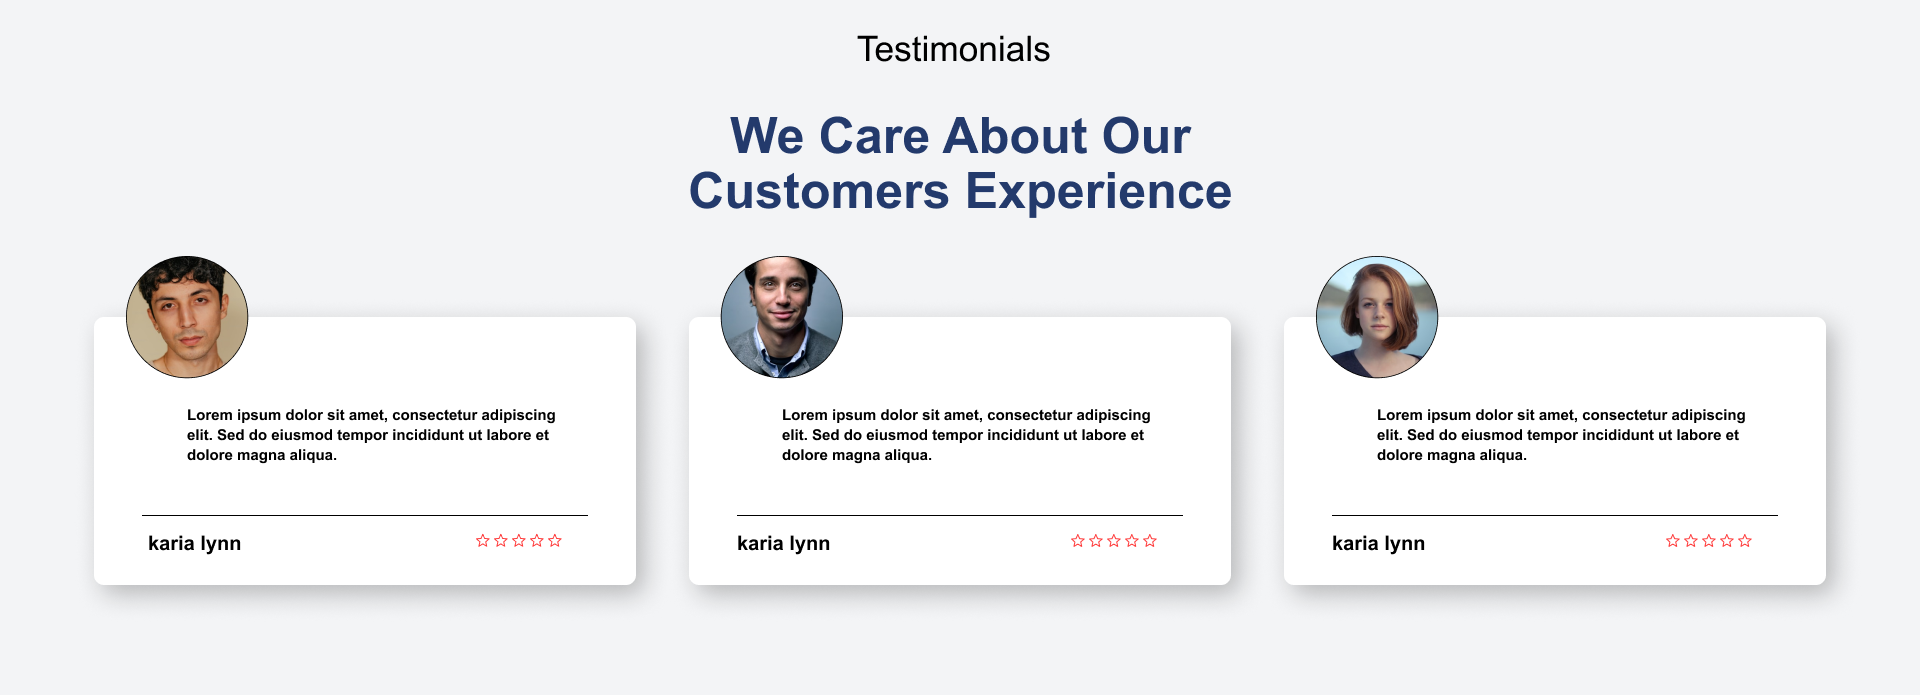 Testimonials
We Care About Our
Customers Experience
Lorem ipsum dolor sit amet, consectetur adipiscing
elit. Sed do eiusmod tempor incididunt ut labore et
dolore magna aliqua.
karia lynn
Lorem ipsum dolor sit amet, consectetur adipiscing
elit. Sed do eiusmod tempor incididunt ut labore et
dolore magna aliqua.
karia lynn
Lorem ipsum dolor sit amet, consectetur adipiscing
elit. Sed do eiusmod tempor incididunt ut labore et
dolore magna aliqua.
karia lynn